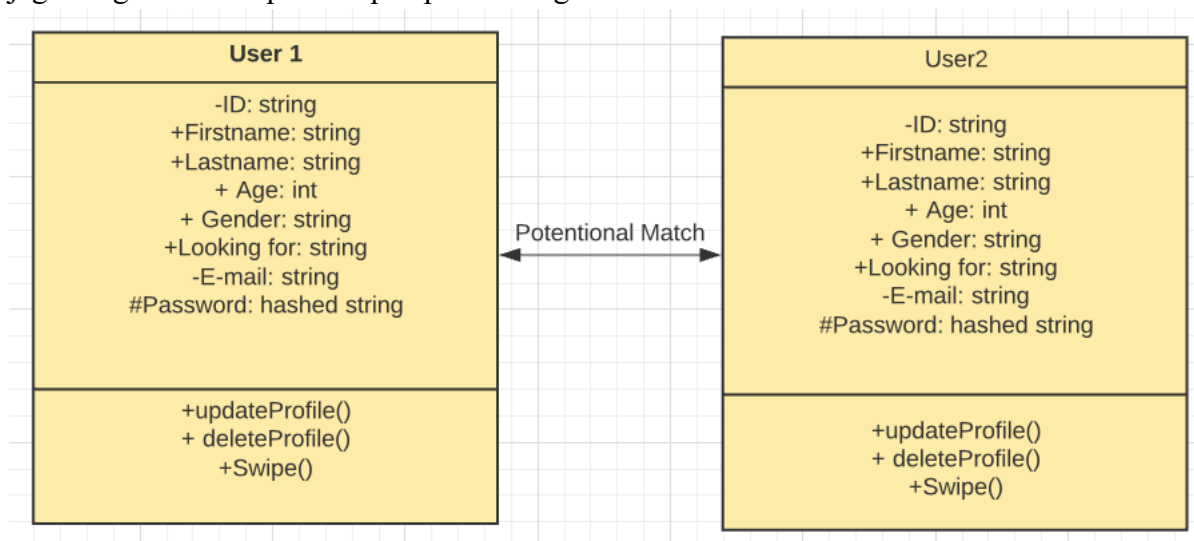 User 1
-ID: string
+Firstname: string
+Lastname: string
+ Age: int
+ Gender: string
+Looking for: string
-E-mail: string
#Password: hashed string
+updateProfile()
+ deleteProfile()
+Swipe()
Potentional Match
User2
-ID: string
+Firstname: string
+Lastname: string
+ Age: int
+ Gender: string
+Looking for: string
-E-mail: string
#Password: hashed string
+updateProfile()
+ deleteProfile()
+Swipe()